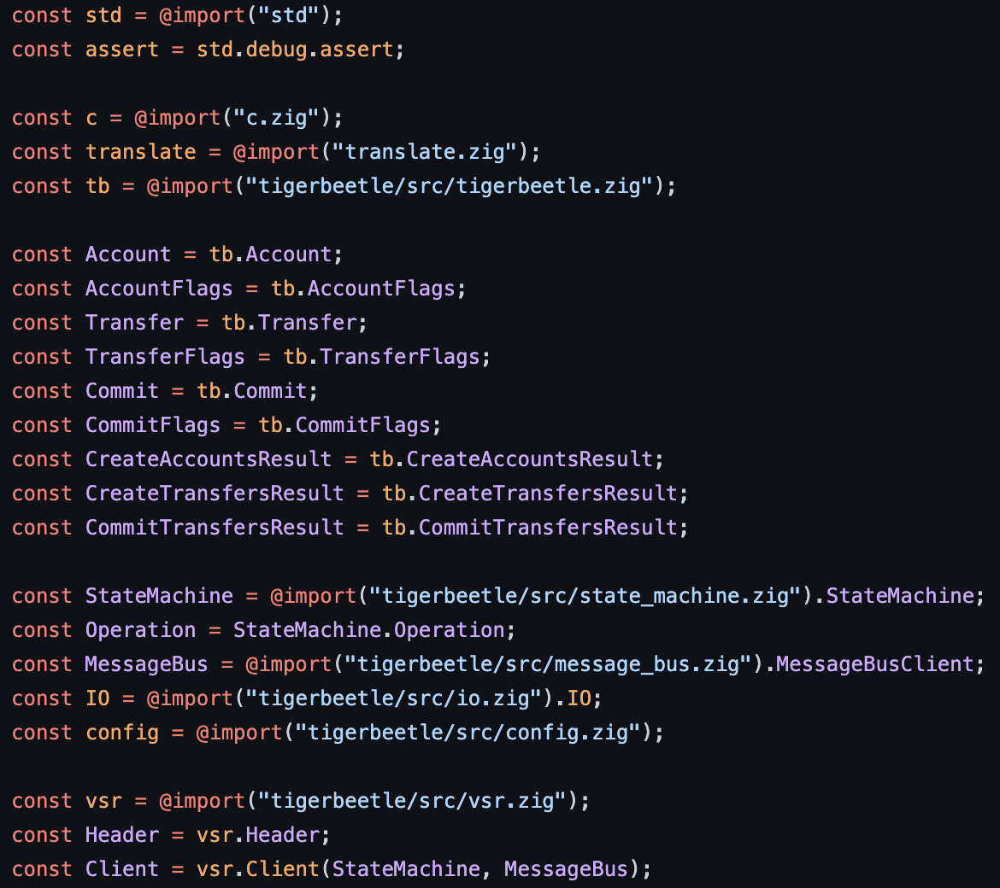 const std = @import("std");
const assert = std.debug.assert;
const c = @import("c.zig");
const translate = @import("translate.zig");
const tb = @import("tigerbeetle/src/tigerbeetle.zig");
const Account = tb.Account;
const AccountFlags = tb.AccountFlags;
const Transfer = tb.Transfer;
const TransferFlags = tb.TransferFlags;
const Commit = tb.Commit;
const CommitFlags = tb.CommitFlags;
const CreateAccountsResult = tb.CreateAccountsResult;
const CreateTransfersResult = tb.CreateTransfersResult;
const CommitTransfersResult = tb.CommitTransfersResult;
const StateMachine = @import("tigerbeetle/src/state_machine.zig").StateMachine;
const Operation = StateMachine.Operation;
const MessageBus = @import("tigerbeetle/src/message_bus.zig").MessageBusClient;
const IO = @import("tigerbeetle/src/io.zig").IO;
const config = @import("tigerbeetle/src/config.zig");
const vsr = @import("tigerbeetle/src/vsr.zig");
const Header = vsr.Header;
const Client = vsr.Client(StateMachine, MessageBus);